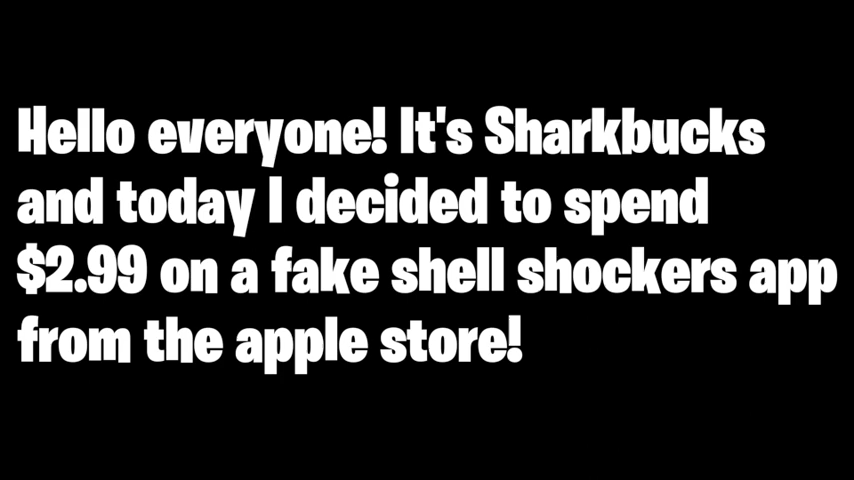 Hello everyone! It's Sharkbucks
and today I decided to spend
$2.99 on a fake shell shockers app
from the apple store!